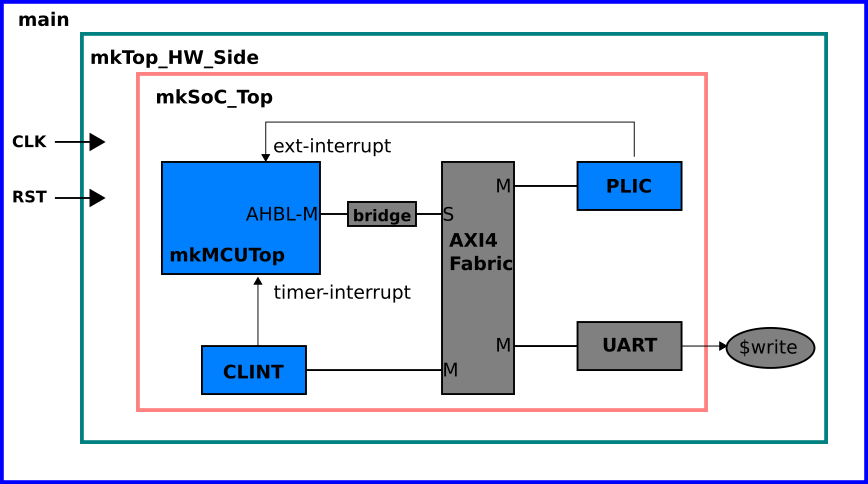 main
mkTop_HW_Side
mkSoC_Top
CLK
ext-interrupt
M
PLIC
RST
AHBL-M
bridge
S
AXI4
Fabric
mkMCUTop
timer-interrupt
M
UART
$write
CLINT
M